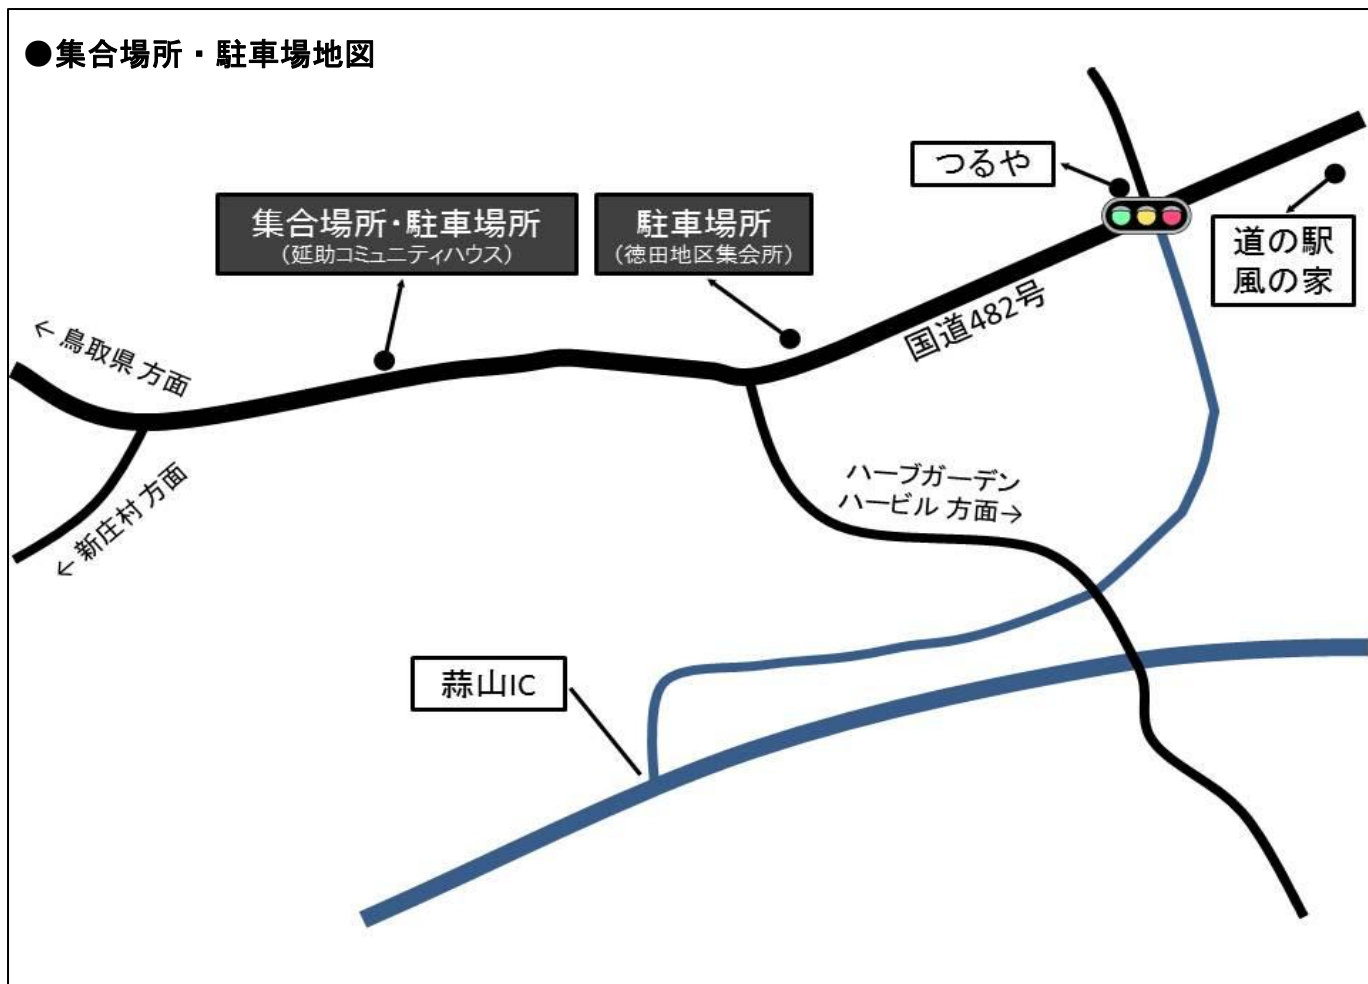 ●集合場所・駐車場地図
つるや
集合場所・駐車場所
（延助コミュニティハウス）
駐車場所
（徳田地区集会所）
道の駅
風の家
国道482号
← 鳥取県 方面
← 新庄村 方面
ハーブガーデン
ハービル 方面→
蒜山IC